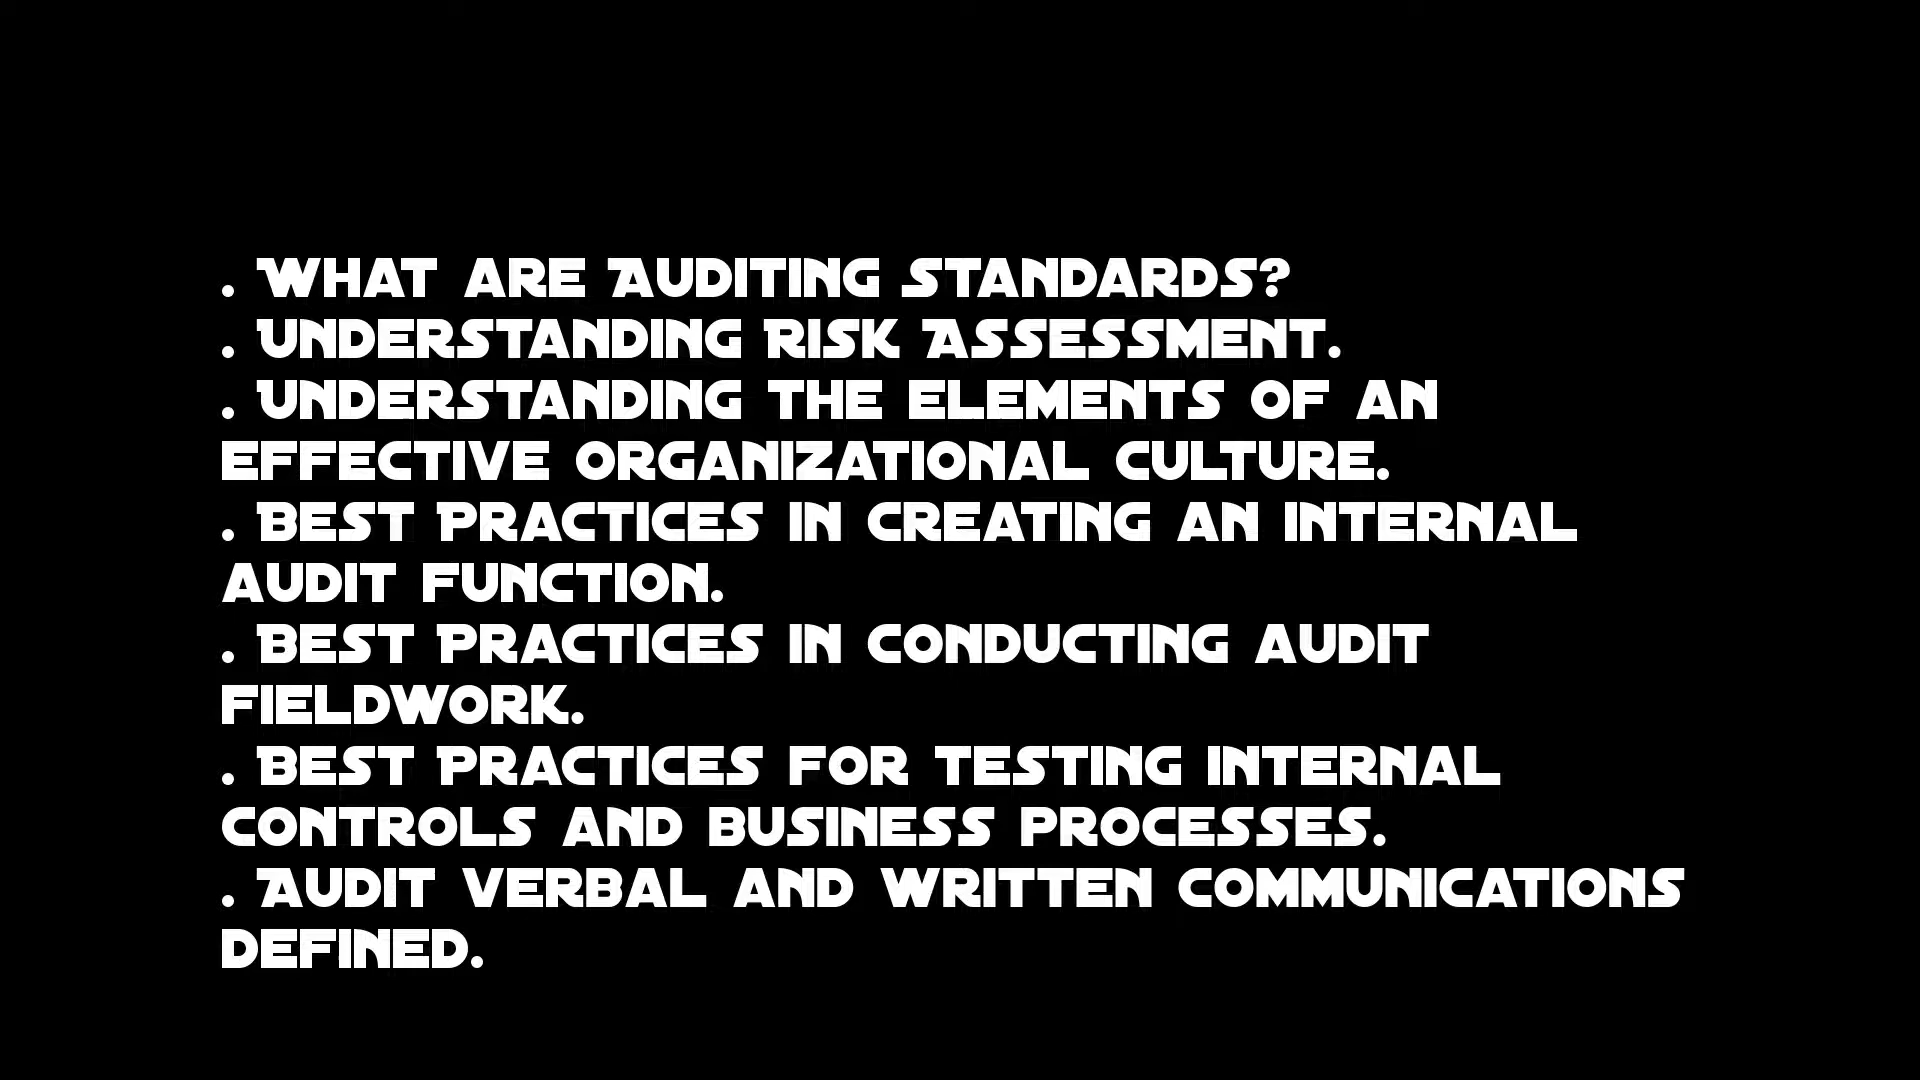 . What are Auditing Standards?
. Understanding Risk Assessment.
. Understanding the elements of an
effective organizational culture.
. Best Practices in creating an internal
audit function.
. Best Practices in conducting audit
fieldwork.
. Best Practices for testing internal
controls and business processes.
. Audit verbal and written communications
defined.